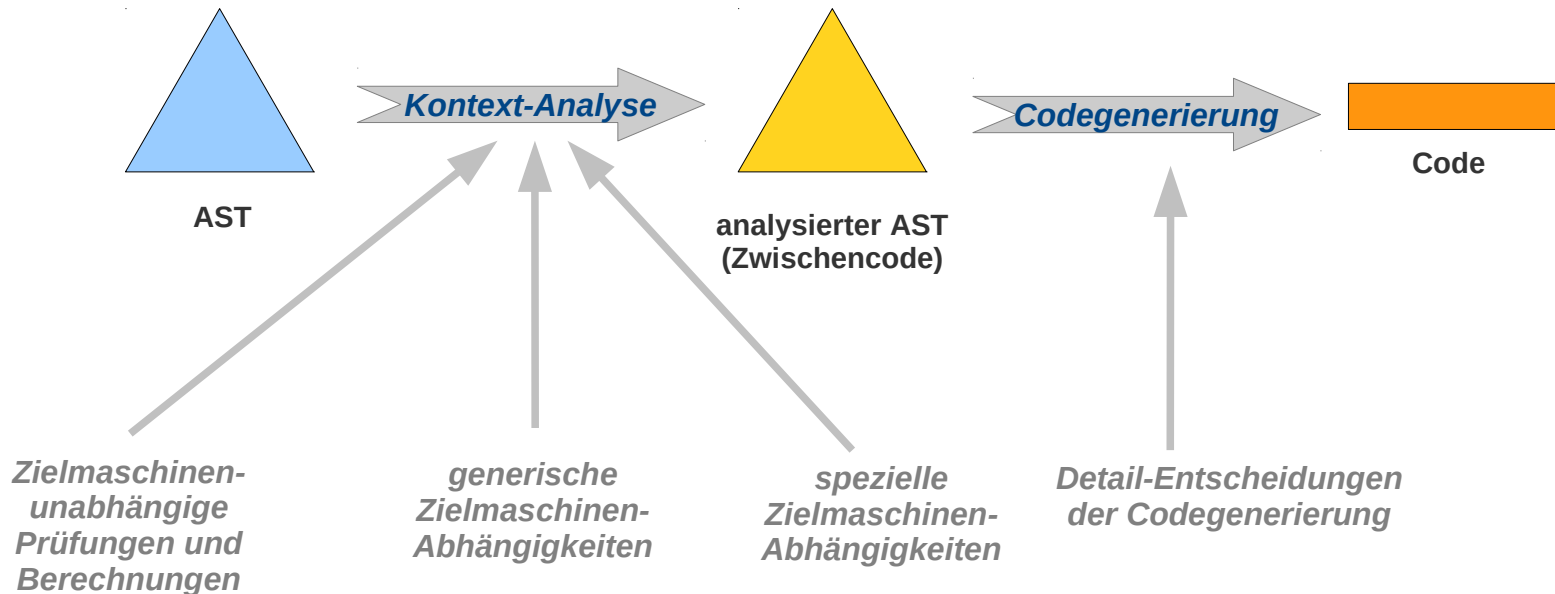 Kontext-Analyse
Codegenerierung
Code
AST
analysierter AST
(Zwischencode)
Zielmaschinen-
unabhängige
Prüfungen und
Berechnungen
generische
Zielmaschinen-
Abhängigkeiten
spezielle
Zielmaschinen-
Abhängigkeiten
Detail-Entscheidungen
der Codegenerierung